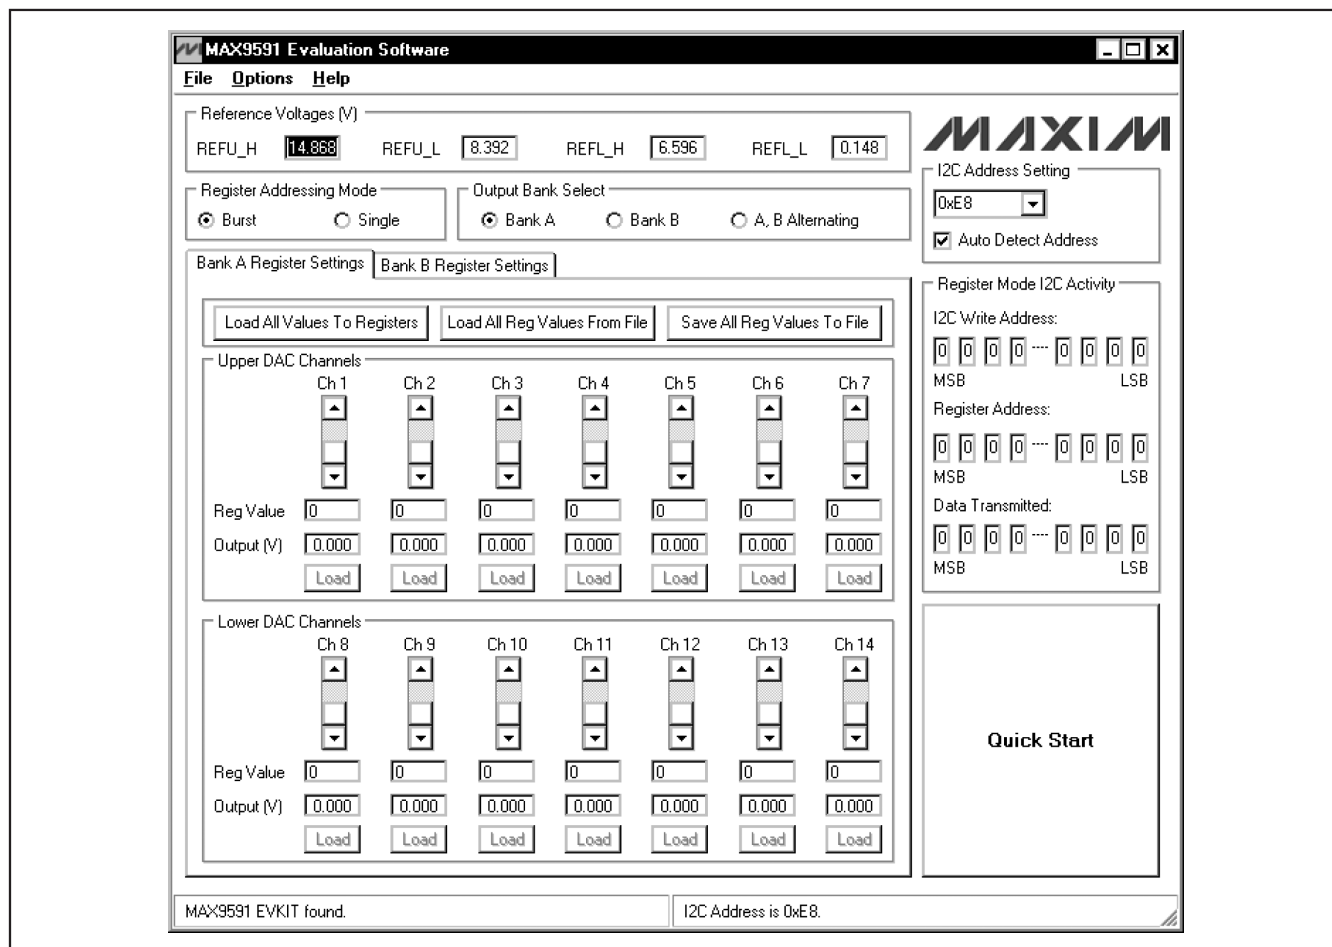 MAX9591 Evaluation Software
File Options Help
Reference Voltages (V)
REFU_H 14.868 REFU_L 8.392 REFL_H 6.596 REFL_L 0.148
MAXIM
Register Addressing Mode
Burst Single
Output Bank Select
Bank A Bank B A, B Alternating
I2C Address Setting
0xE8
Auto Detect Address
Bank A Register Settings Bank B Register Settings
Load All Values To Registers Load All Reg Values From File Save All Reg Values To File
Upper DAC Channels
Ch 1 Ch 2 Ch 3 Ch 4 Ch 5 Ch 6 Ch 7
Reg Value 0 0 0 0 0 0 0
Output (V) 0.000 0.000 0.000 0.000 0.000 0.000 0.000
Load Load Load Load Load Load Load
Lower DAC Channels
Ch 8 Ch 9 Ch 10 Ch 11 Ch 12 Ch 13 Ch 14
Reg Value 0 0 0 0 0 0 0
Output (V) 0.000 0.000 0.000 0.000 0.000 0.000 0.000
Load Load Load Load Load Load Load
Register Mode I2C Activity
I2C Write Address:
0 0 0 0 ---- 0 0 0 0
MSB LSB
Register Address:
0 0 0 0 ---- 0 0 0 0
MSB LSB
Data Transmitted:
0 0 0 0 ---- 0 0 0 0
MSB LSB
Quick Start
MAX9591 EVKIT found. I2C Address is 0xE8.